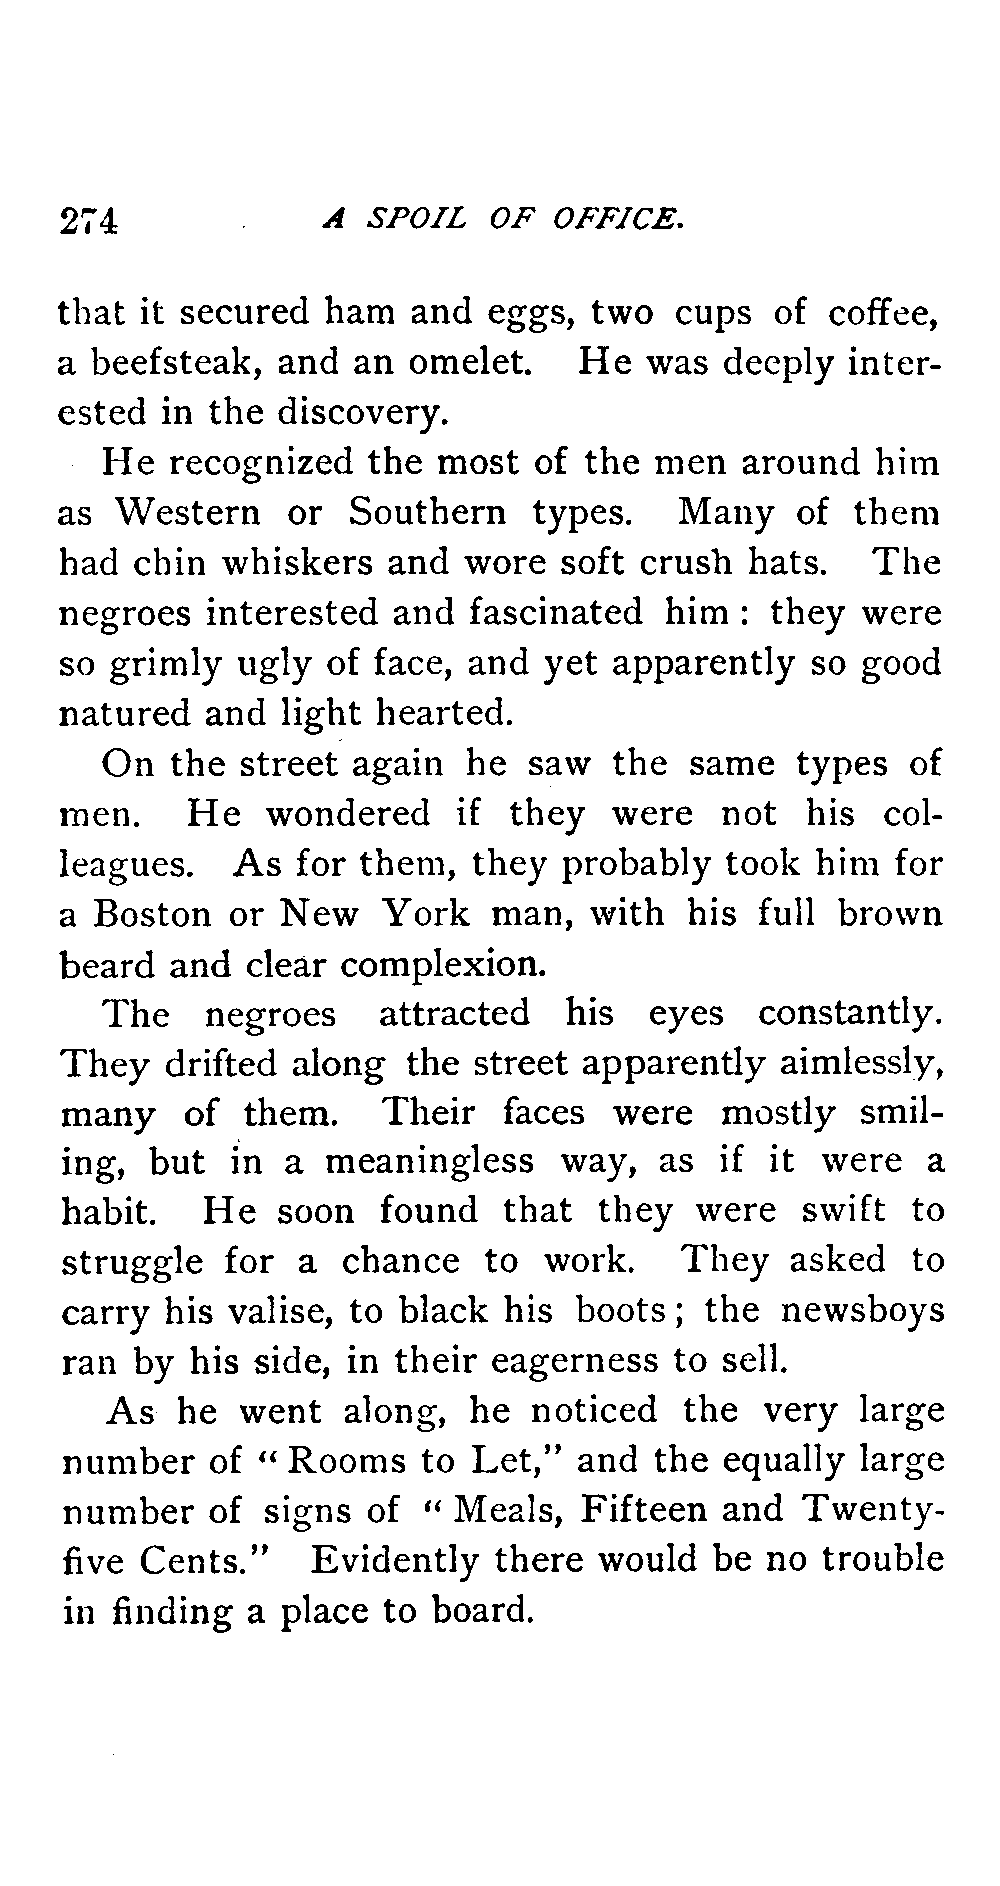 274 A SPOIL OF OFFICE.
that it secured ham and eggs, two cups of coffee,
a beefsteak, and an omelet. He was deeply inter-
ested in the discovery.
He recognized the most of the men around him
as Western or Southern types. Many of them
had chin whiskers and wore soft crush hats. The
negroes interested and fascinated him : they were
so grimly ugly of face, and yet apparently so good
natured and light hearted.
On the street again he saw the same types of
men. He wondered if they were not his col-
leagues. As for them, they probably took him for
a Boston or New York man, with his full brown
beard and clear complexion.
The negroes attracted his eyes constantly.
They drifted along the street apparently aimlessly,
many of them. Their faces were mostly smil-
ing, but in a meaningless way, as if it were a
habit. He soon found that they were swift to
struggle for a chance to work. They asked to
carry his valise, to black his boots ; the newsboys
ran by his side, in their eagerness to sell.
As he went along, he noticed the very large
number of “ Rooms to Let,” and the equally large
number of signs of “ Meals, Fifteen and Twenty-
five Cents.” Evidently there would be no trouble
in finding a place to board.